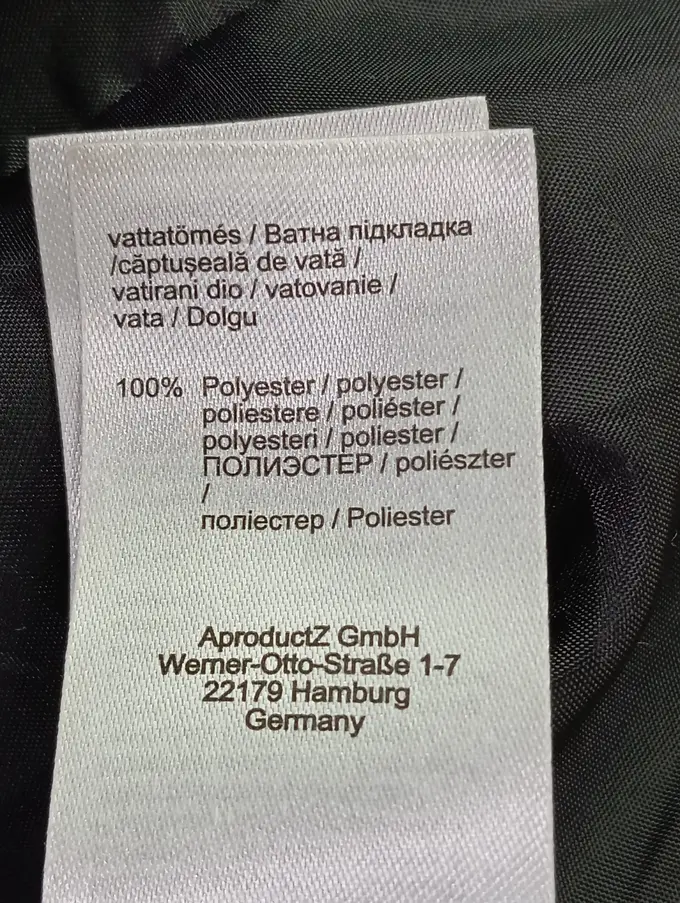 vattatömés / Ватна підкладка
/căptușeală de vată /
vatirani dio / vatovanie /
vata / Dolgu
100% Polyester / polyester /
poliestere / poliéster /
polyesteri / poliester /
ПОЛИЭСТЕР / poliészter
/
поліестер / Poliester
AproductZ GmbH
Werner-Otto-Straße 1-7
22179 Hamburg
Germany